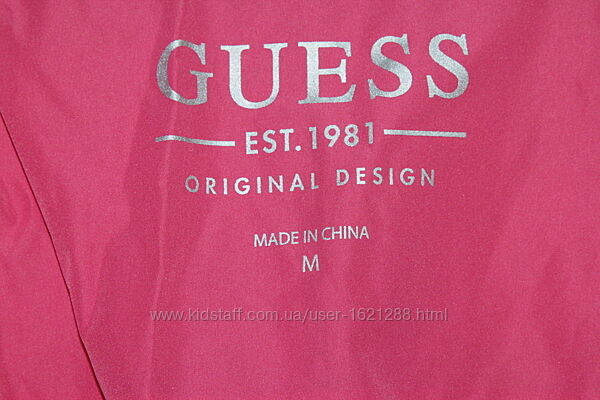 GUESS
EST. 1981
ORIGINAL DESIGN
MADE IN CHINA
M
www.kidstaff.com.ua/user-1621288.html